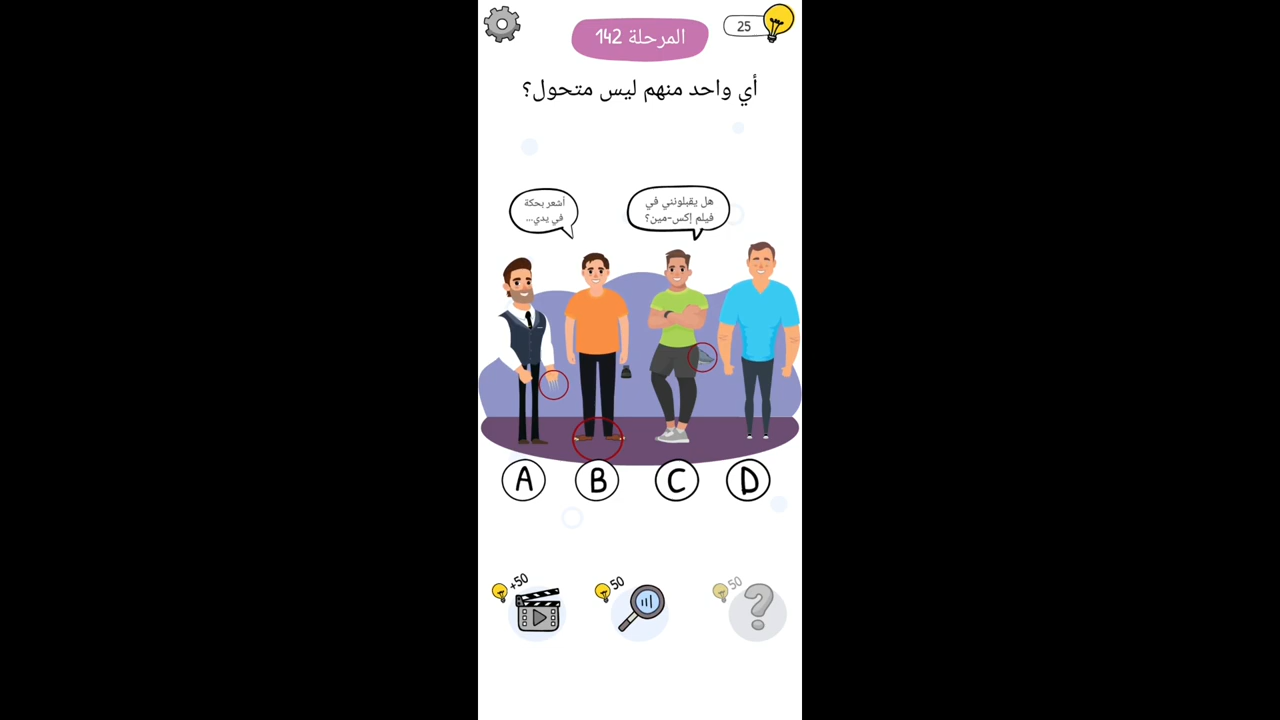 25
المرحلة 142
أي واحد منهم ليس متحول؟
هل يقبلونني في
فيلم إكس-مين؟
أشعر بحكة
في يدي...
A
B
C
D
+50
50
50
?